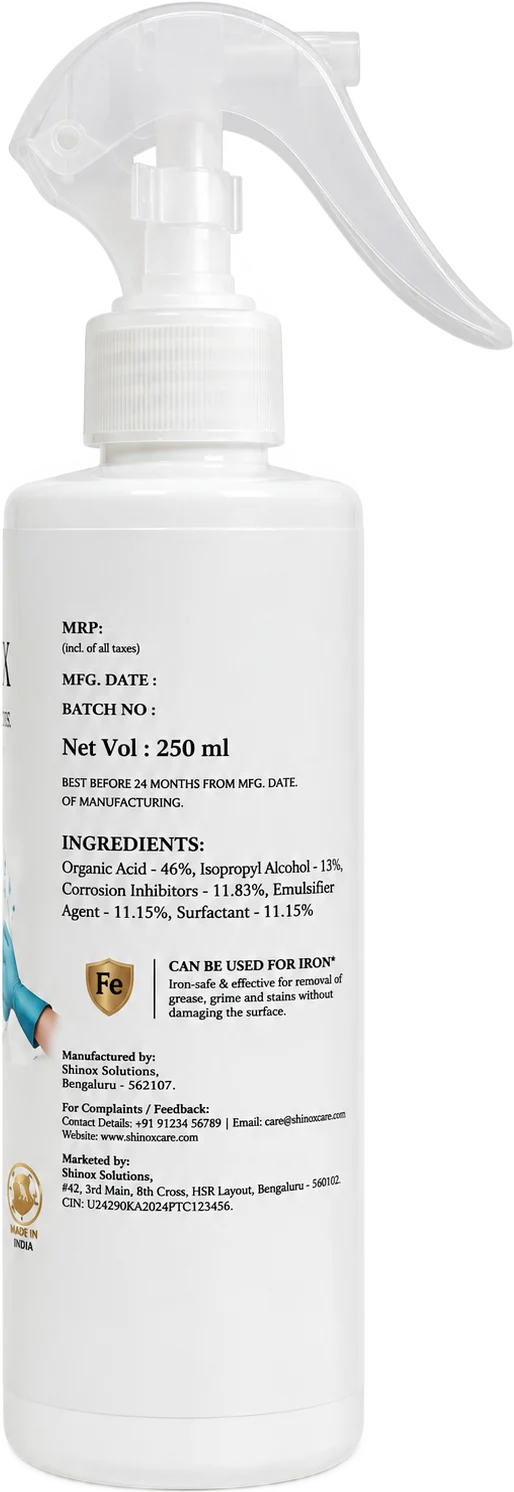 X
MRP:
(incl. of all taxes)
MFG. DATE :
BATCH NO :
Net Vol : 250 ml
BEST BEFORE 24 MONTHS FROM MFG. DATE.
OF MANUFACTURING.
INGREDIENTS:
Organic Acid - 46%, Isopropyl Alcohol - 13%,
Corrosion Inhibitors - 11.83%, Emulsifier
Agent - 11.15%, Surfactant - 11.15%
Fe
CAN BE USED FOR IRON*
Iron-safe & effective for removal of
grease, grime and stains without
damaging the surface.
Manufactured by:
Shinox Solutions,
Bengaluru - 562107.
For Complaints / Feedback:
Contact Details: +91 91234 56789 | Email: care@shinoxcare.com
Website: www.shinoxcare.com
Marketed by:
Shinox Solutions,
#42, 3rd Main, 8th Cross, HSR Layout, Bengaluru - 560102.
CIN: U24290KA2024PTC123456.
MADE IN
INDIA